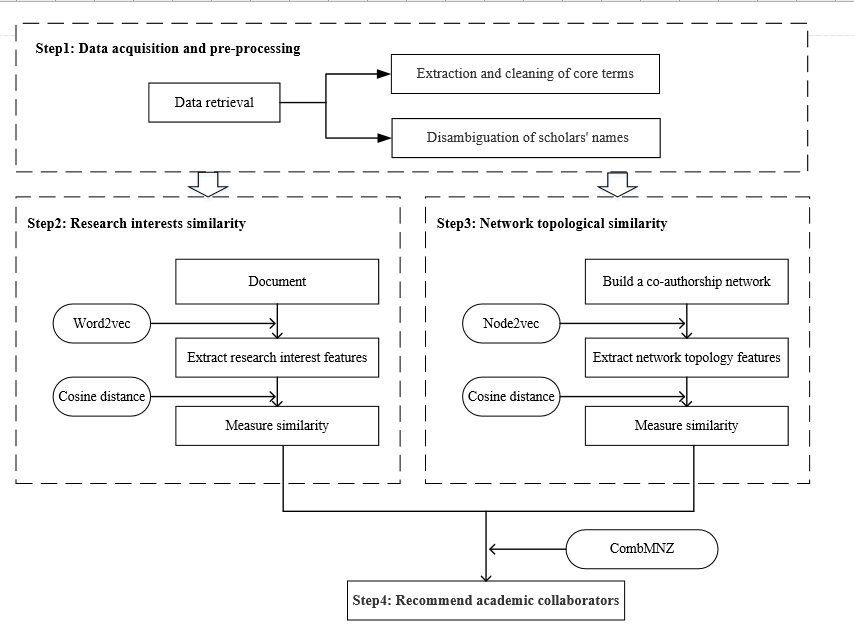 Step1: Data acquisition and pre-processing
Extraction and cleaning of core terms
Data retrieval
Disambiguation of scholars' names
Step2: Research interests similarity
Document
Word2vec
Extract research interest features
Cosine distance
Measure similarity
Step3: Network topological similarity
Build a co-authorship network
Node2vec
Extract network topology features
Cosine distance
Measure similarity
CombMNZ
Step4: Recommend academic collaborators